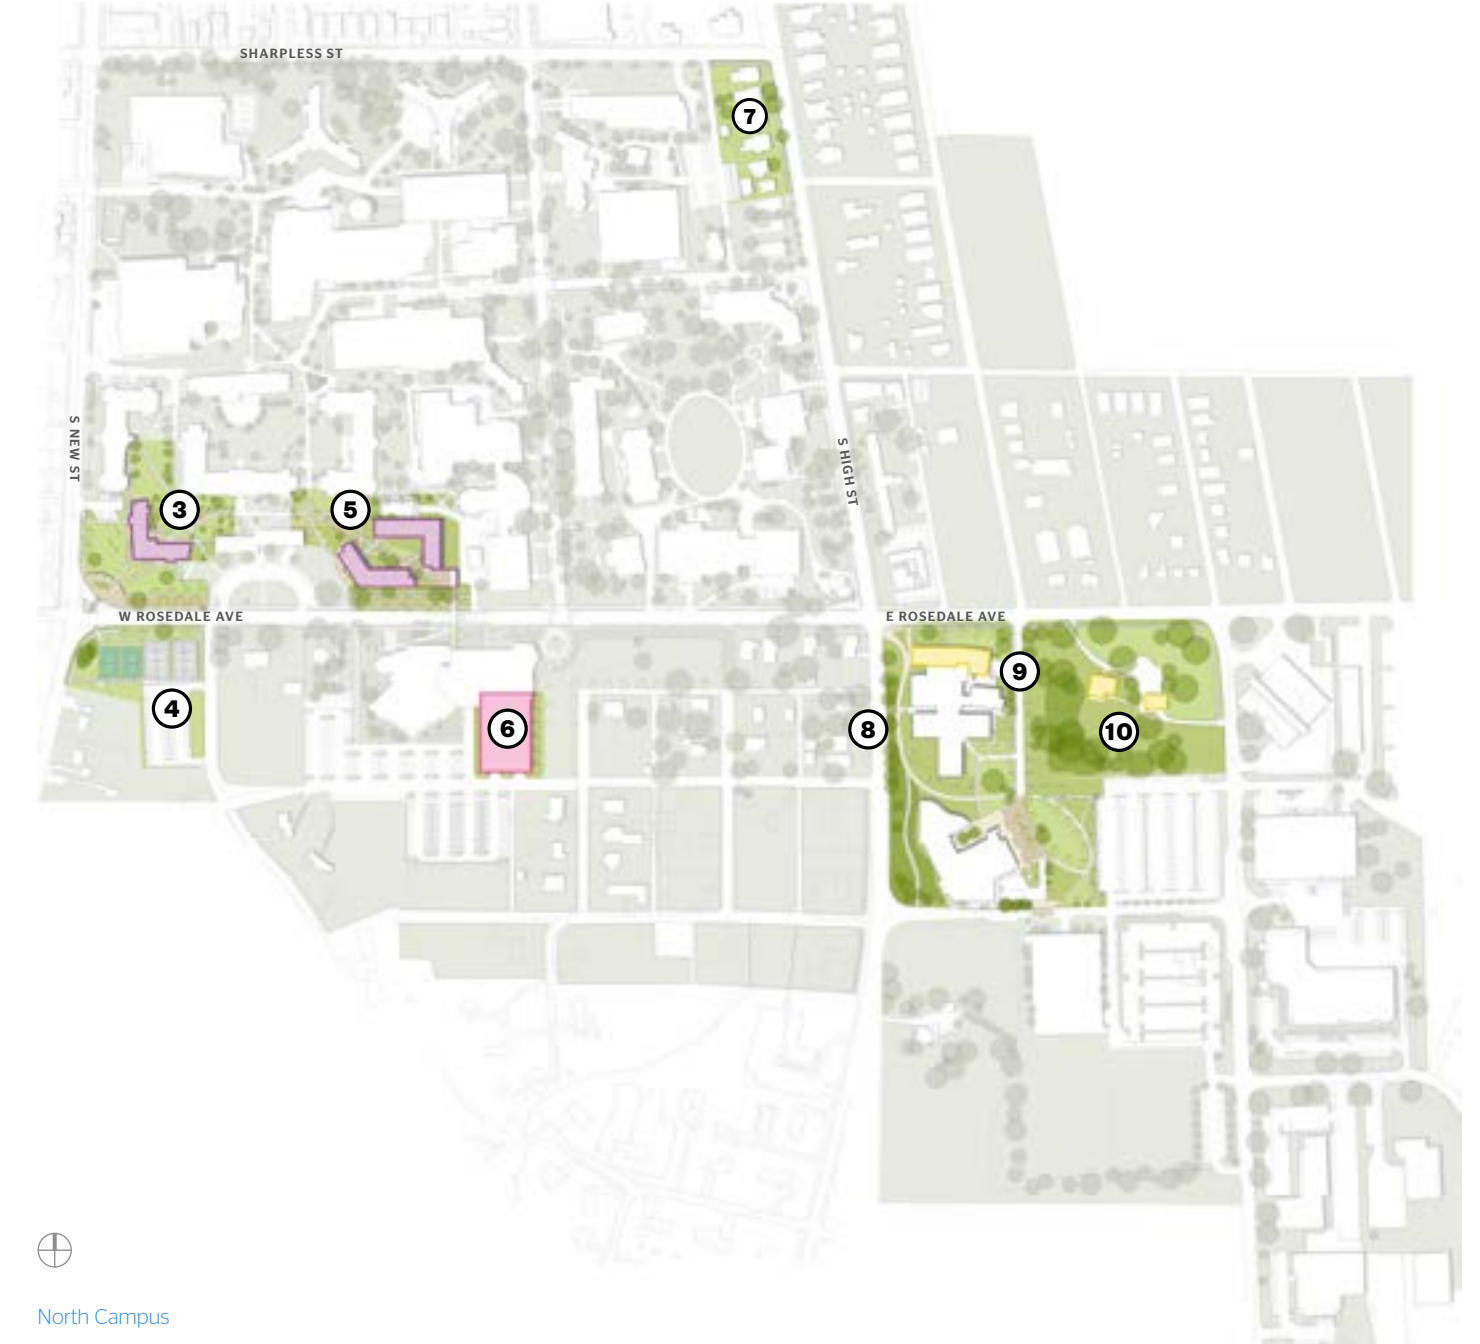 SHARPLESS ST
7
S NEW ST
S HIGH ST
3
5
W ROSEDALE AVE
E ROSEDALE AVE
9
4
6
8
10
North Campus